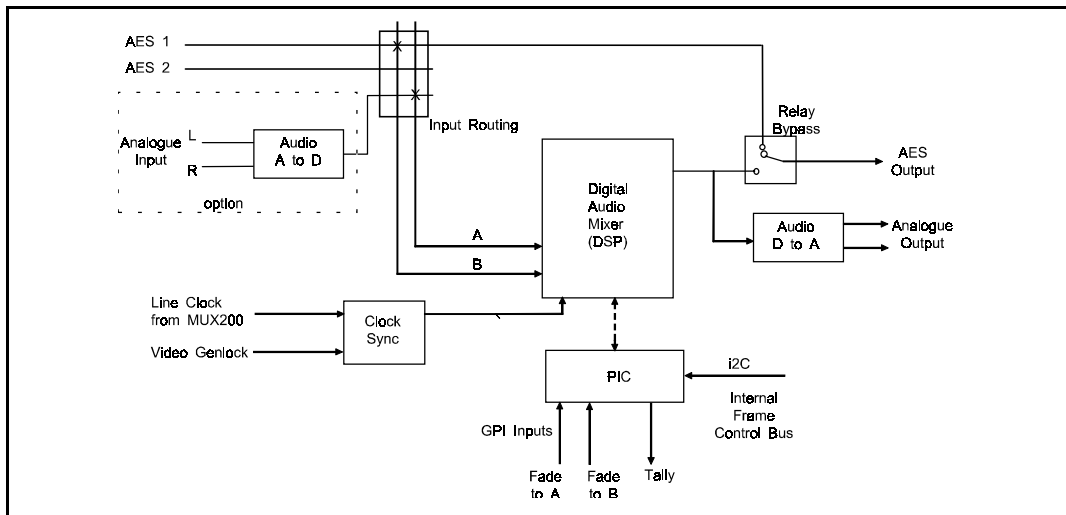 AES 1
AES 2
Analogue
Input
L
R
Audio
A to D
option
Input Routing
Relay
Bypass
AES
Output
Digital
Audio
Mixer
(DSP)
Audio
D to A
Analogue
Output
A
B
Line Clock
from MUX200
Video Genlock
Clock
Sync
PIC
i2C
Internal
Frame
Control Bus
GPI Inputs
Fade
to A
Fade
to B
Tally